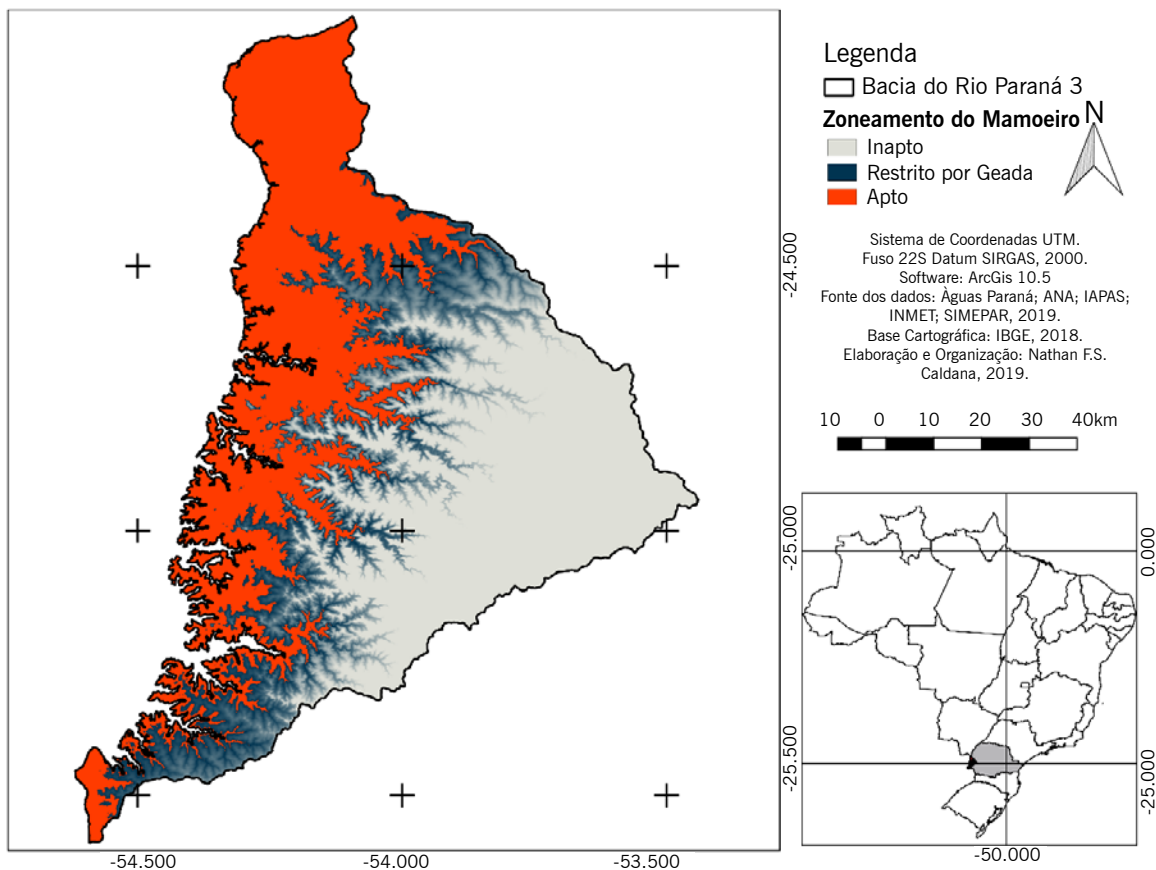 Legenda
Bacia do Rio Paraná 3
Zoneamento do Mamoeiro
N
Inapto
Restrito por Geada
Apto
Sistema de Coordenadas UTM.
Fuso 22S Datum SIRGAS, 2000.
Software: ArcGis 10.5
Fonte dos dados: Àguas Paraná; ANA; IAPAS;
INMET; SIMEPAR, 2019.
Base Cartográfica: IBGE, 2018.
Elaboração e Organização: Nathan F.S.
Caldana, 2019.
10 0 10 20 30 40km
-24.500
-25.000
-25.500
-54.500 -54.000 -53.500
0.000
-25.000
-50.000